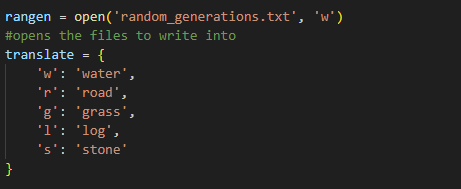 rangen = open('random_generations.txt', 'w')
#opens the files to write into
translate = {
    'w': 'water',
    'r': 'road',
    'g': 'grass',
    'l': 'log',
    's': 'stone'
}